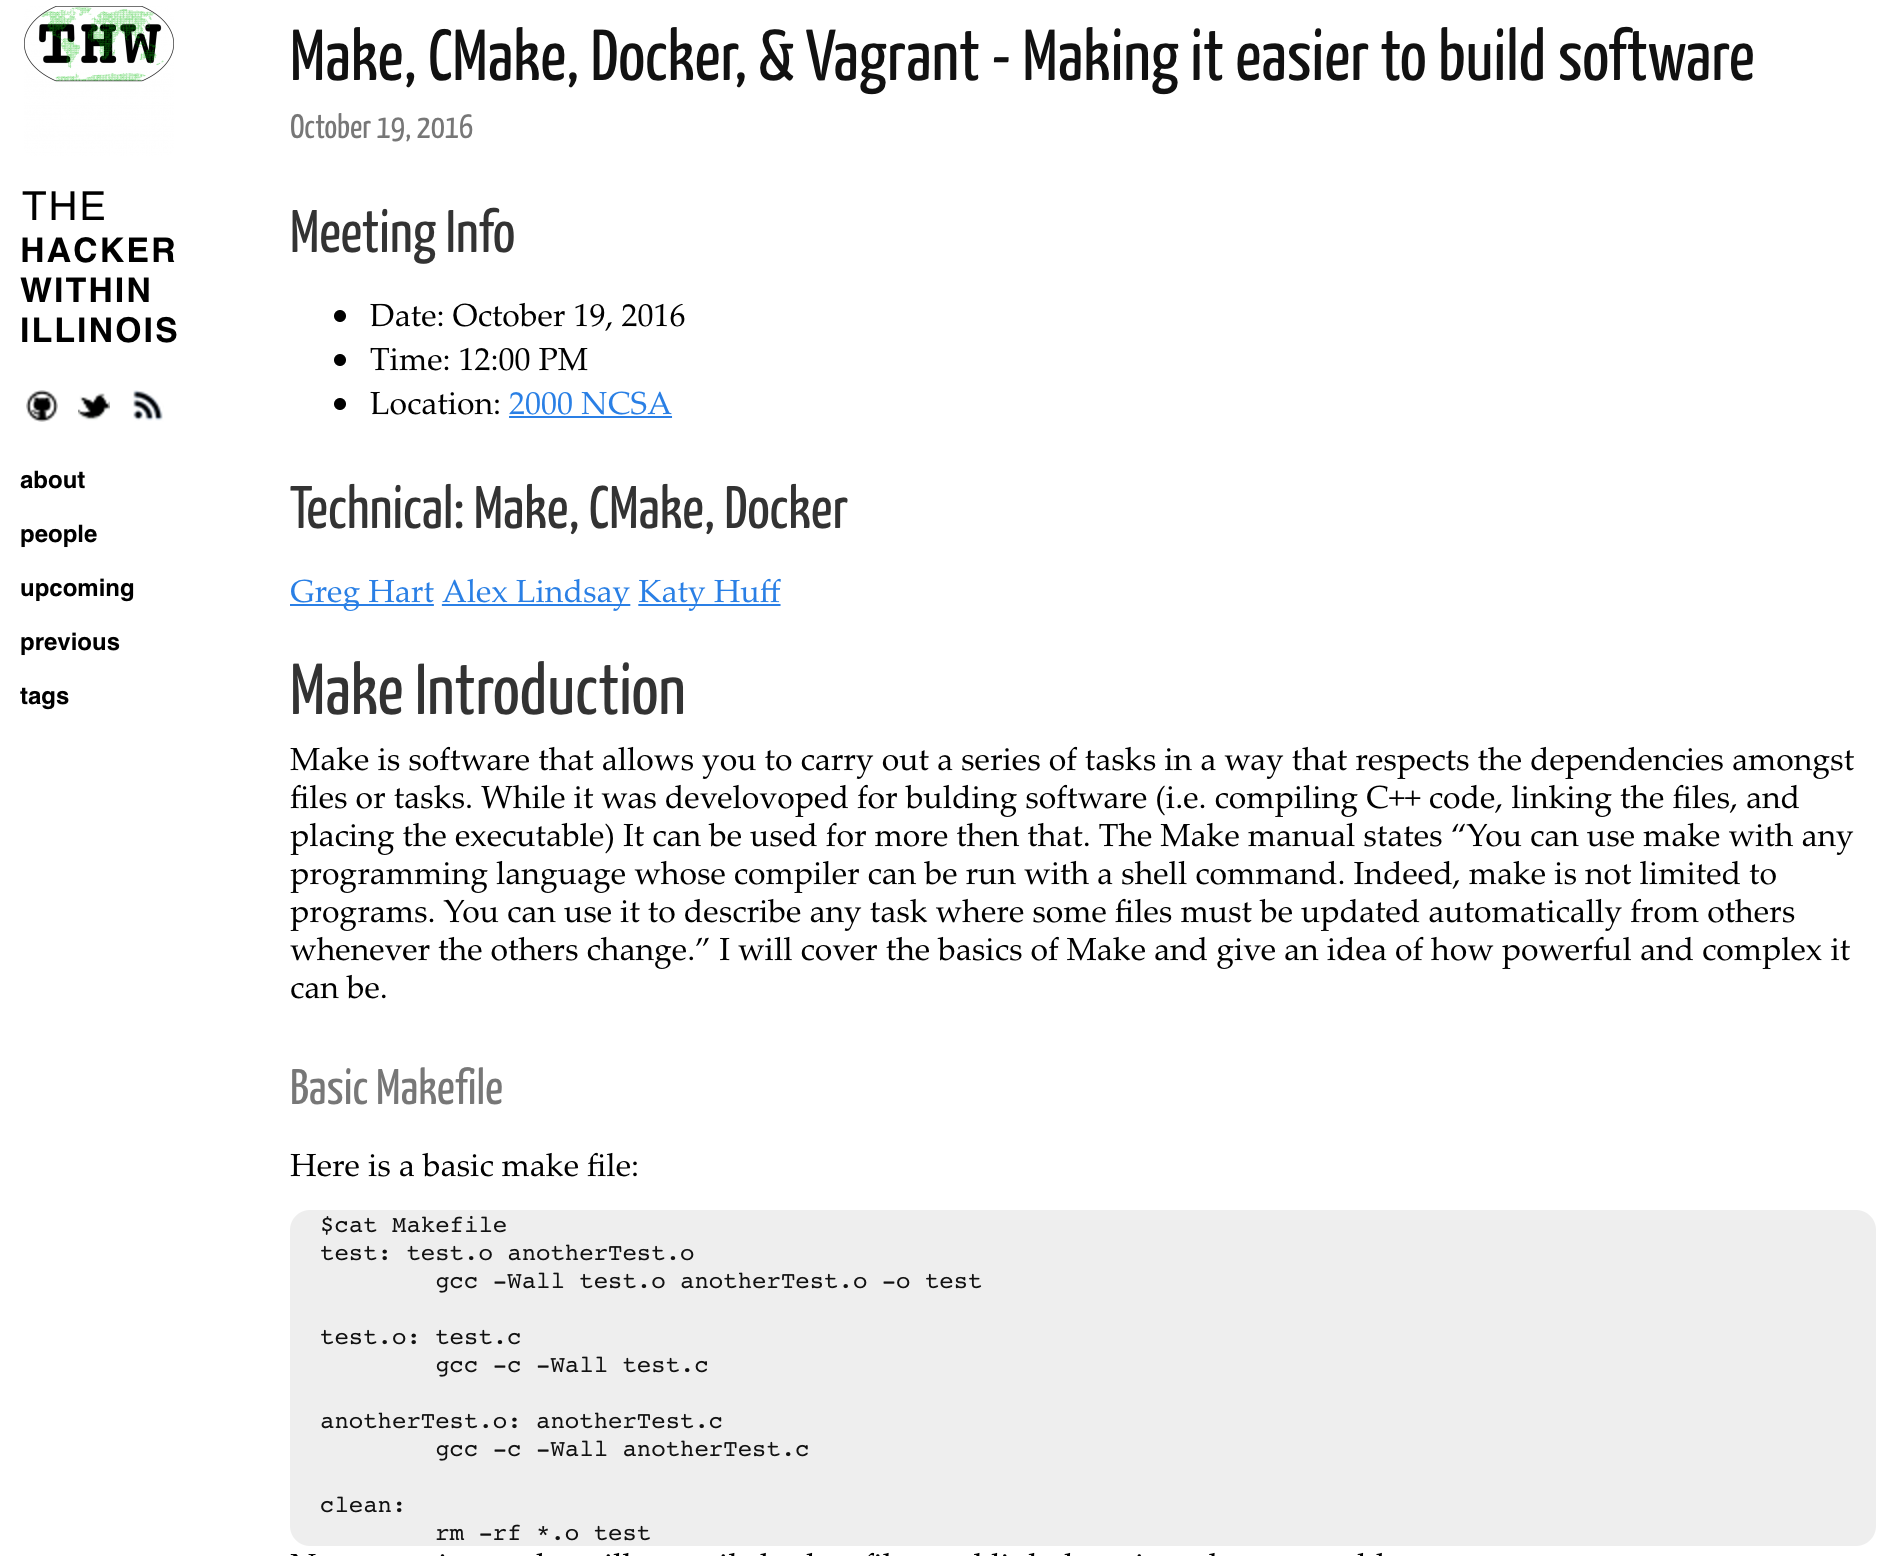 THW
THE
HACKER
WITHIN
ILLINOIS
about
people
upcoming
previous
tags
Make, CMake, Docker, & Vagrant - Making it easier to build software
October 19, 2016
Meeting Info
• Date: October 19, 2016
• Time: 12:00 PM
• Location: 2000 NCSA
Technical: Make, CMake, Docker
Greg Hart Alex Lindsay Katy Huff
Make Introduction
Make is software that allows you to carry out a series of tasks in a way that respects the dependencies amongst
files or tasks. While it was develovoped for bulding software (i.e. compiling C++ code, linking the files, and
placing the executable) It can be used for more then that. The Make manual states “You can use make with any
programming language whose compiler can be run with a shell command. Indeed, make is not limited to
programs. You can use it to describe any task where some files must be updated automatically from others
whenever the others change.” I will cover the basics of Make and give an idea of how powerful and complex it
can be.
Basic Makefile
Here is a basic make file:
$cat Makefile
test: test.o anotherTest.o
        gcc -Wall test.o anotherTest.o -o test
test.o: test.c
        gcc -c -Wall test.c
anotherTest.o: anotherTest.c
        gcc -c -Wall anotherTest.c
clean:
        rm -rf *.o test